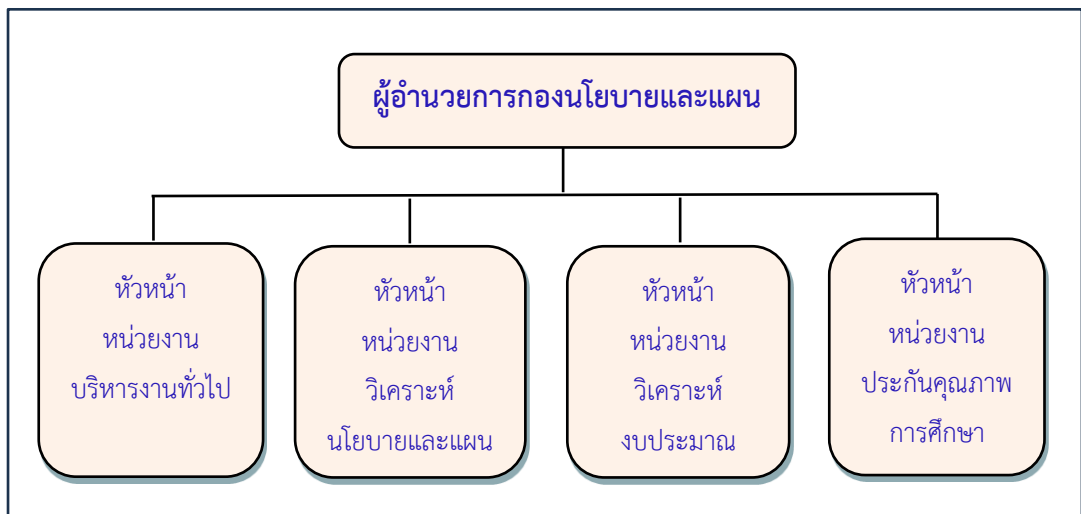 ผู้อำนวยการกองนโยบายและแผน
หัวหน้า
หน่วยงาน
บริหารงานทั่วไป
หัวหน้า
หน่วยงาน
วิเคราะห์
นโยบายและแผน
หัวหน้า
หน่วยงาน
วิเคราะห์
งบประมาณ
หัวหน้า
หน่วยงาน
ประกันคุณภาพ
การศึกษา